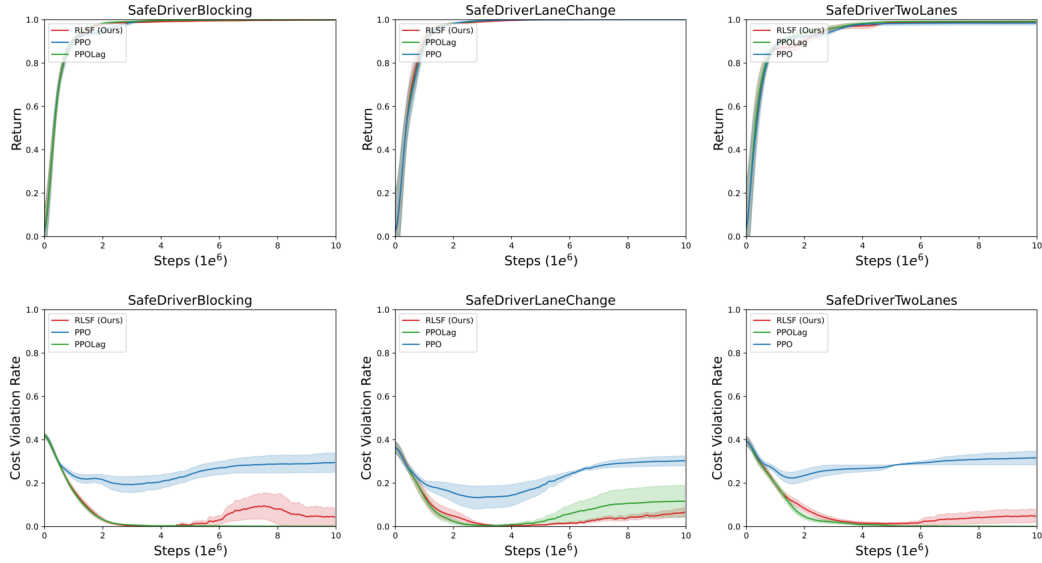 SafeDriverBlocking
RLSF (Ours)
PPO
PPOLag
Return
1.0
0.8
0.6
0.4
0.2
0.0
0 2 4 6 8 10
Steps (1e⁶)
SafeDriverLaneChange
RLSF (Ours)
PPOLag
PPO
Return
1.0
0.8
0.6
0.4
0.2
0.0
0 2 4 6 8 10
Steps (1e⁶)
SafeDriverTwoLanes
RLSF (Ours)
PPOLag
PPO
Return
1.0
0.8
0.6
0.4
0.2
0.0
0 2 4 6 8 10
Steps (1e⁶)
SafeDriverBlocking
RLSF (Ours)
PPO
PPOLag
Cost Violation Rate
1.0
0.8
0.6
0.4
0.2
0.0
0 2 4 6 8 10
Steps (1e⁶)
SafeDriverLaneChange
RLSF (Ours)
PPOLag
PPO
Cost Violation Rate
1.0
0.8
0.6
0.4
0.2
0.0
0 2 4 6 8 10
Steps (1e⁶)
SafeDriverTwoLanes
RLSF (Ours)
PPOLag
PPO
Cost Violation Rate
1.0
0.8
0.6
0.4
0.2
0.0
0 2 4 6 8 10
Steps (1e⁶)